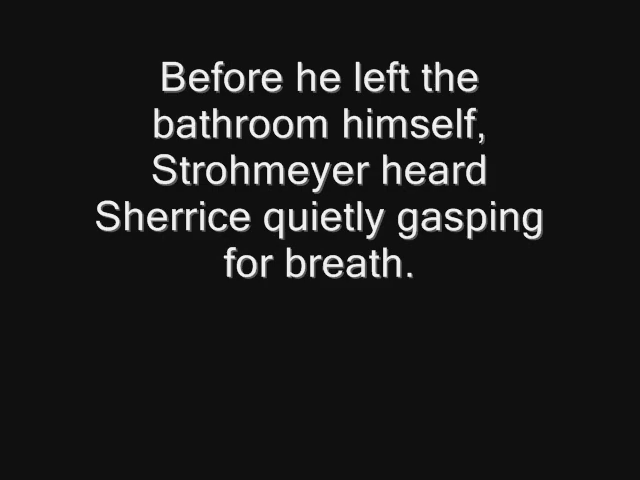 Before he left the
bathroom himself,
Strohmeyer heard
Sherrice quietly gasping
for breath.